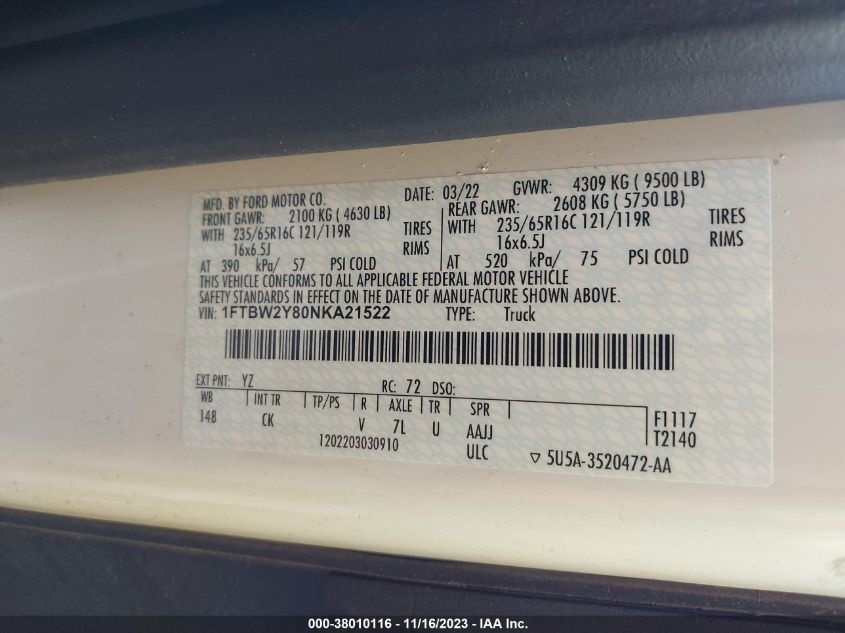 MFD. BY FORD MOTOR CO. DATE: 03/22 GVWR: 4309 KG ( 9500 LB)
FRONT GAWR: 2100 KG ( 4630 LB) REAR GAWR: 2608 KG ( 5750 LB)
WITH 235/65R16C 121/119R TIRES WITH 235/65R16C 121/119R TIRES
16x6.5J RIMS 16x6.5J RIMS
AT 390 kPa/ 57 PSI COLD AT 520 kPa/ 75 PSI COLD
THIS VEHICLE CONFORMS TO ALL APPLICABLE FEDERAL MOTOR VEHICLE
SAFETY STANDARDS IN EFFECT ON THE DATE OF MANUFACTURE SHOWN ABOVE.
VIN: 1FTBW2Y80NKA21522 TYPE: Truck
EXT PNT: YZ RC: 72 DSO:
WB INT TR TP/PS R AXLE TR SPR F1117
148 CK V 7L U AAJJ T2140
1202203030910 ULC ▽ 5U5A-3520472-AA
000-38010116 - 11/16/2023 - IAA Inc.